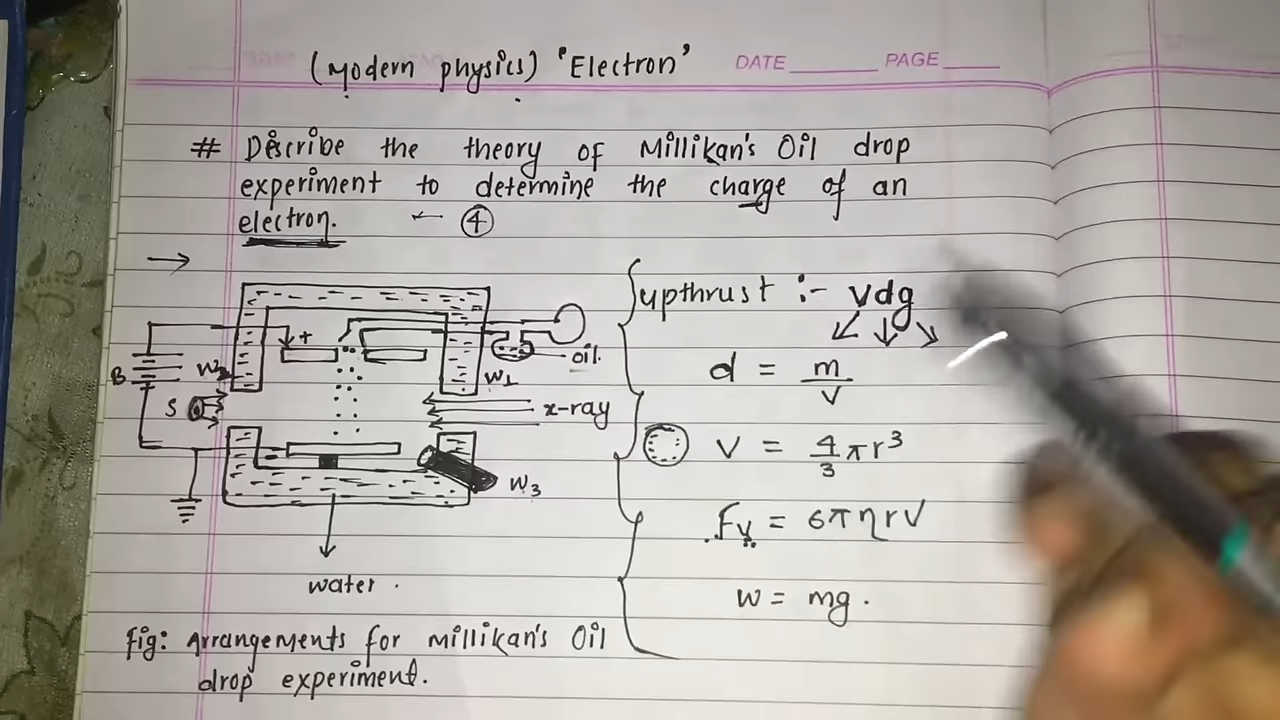 (Modern physics) 'Electron'
DATE PAGE
# Describe the theory of Millikan's Oil drop
experiment to determine the charge of an
electron. ← ④
→
+
B
S
W₁
oil.
x-ray
W₃
water.
Fig: Arrangements for millikan's Oil
drop experiment.
upthrust :- vdg
d = m/v
V = 4/3 πr³
Fv = 6πηrV
W = mg.